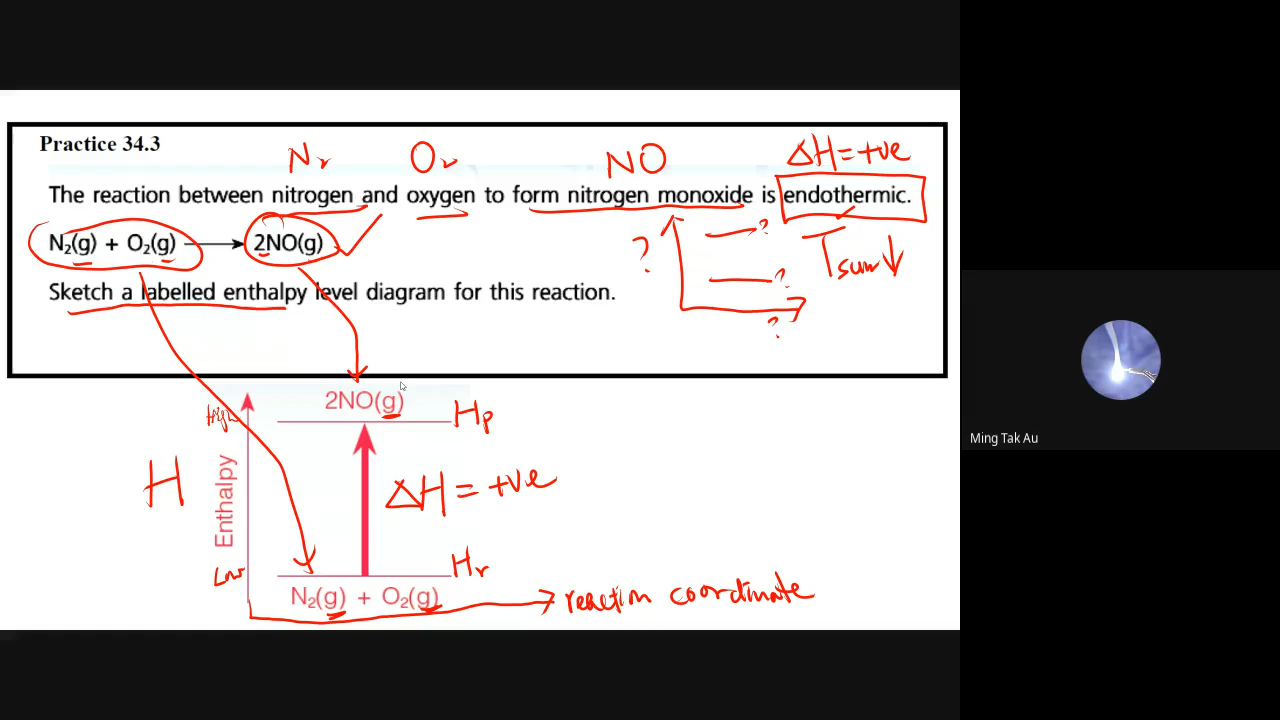 Practice 34.3
N₂ O₂ NO ΔH = +ve
The reaction between nitrogen and oxygen to form nitrogen monoxide is endothermic.
N₂(g) + O₂(g) → 2NO(g) ? ? Tsurr ↓
Sketch a labelled enthalpy level diagram for this reaction. ?
?
2NO(g)
High Hp
H Enthalpy ΔH = +ve
Low Hr
N₂(g) + O₂(g) reaction coordinate
Ming Tak Au